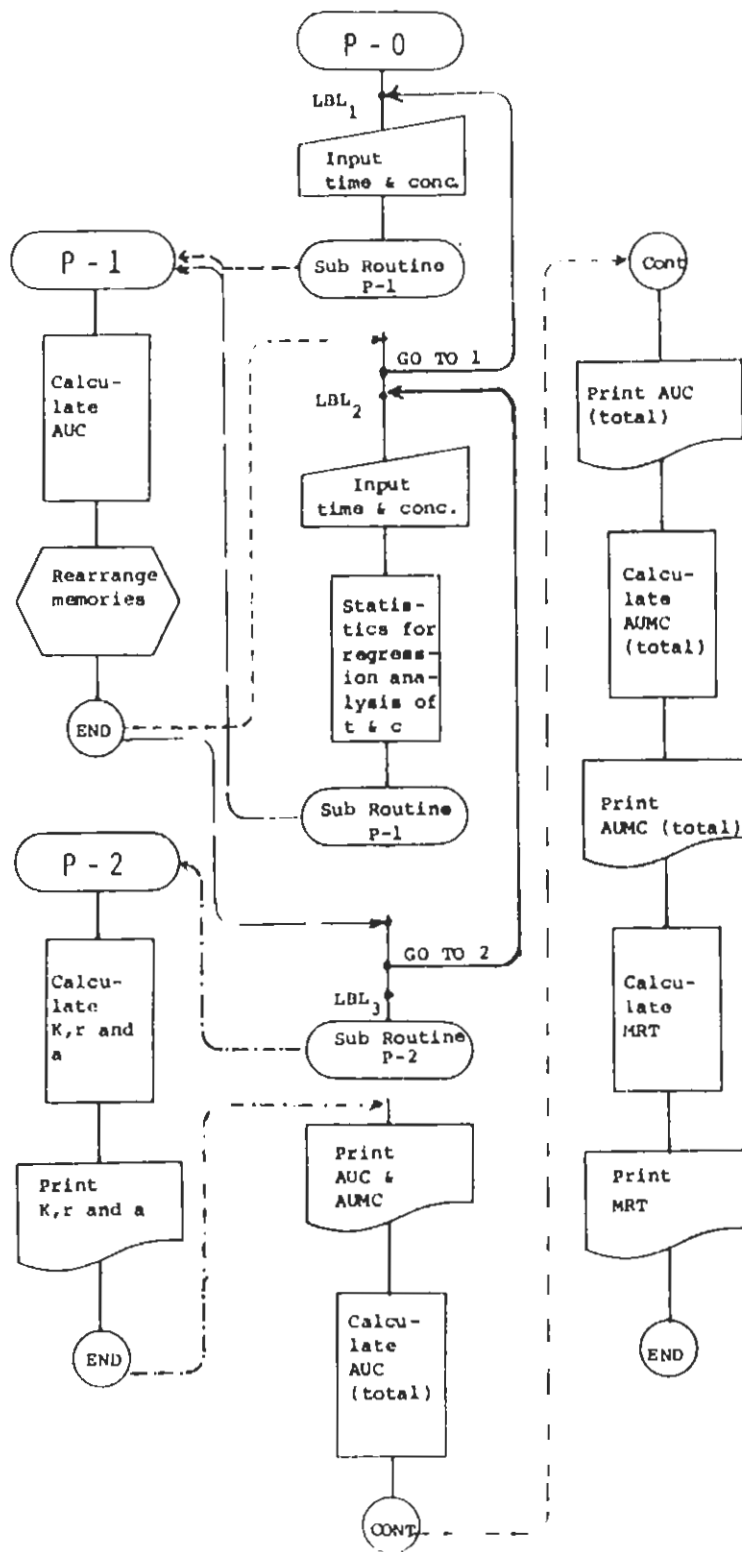 P - 0
LBL1
Input
time & conc.
Sub Routine
P-1
GO TO 1
LBL2
Input
time & conc.
Statis-
tics for
regress-
ion ana-
lysis of
t & c
Sub Routine
P-1
GO TO 2
LBL3
Sub Routine
P-2
Print
AUC &
AUMC
Calcu-
late
AUC
(total)
CONT.
P - 1
Calcu-
late
AUC
Rearrange
memories
END
P - 2
Calcu-
late
K,r and
a
Print
K,r and a
END
Cont
Print AUC
(total)
Calcu-
late
AUMC
(total)
Print
AUMC (total)
Calcu-
late
MRT
Print
MRT
END